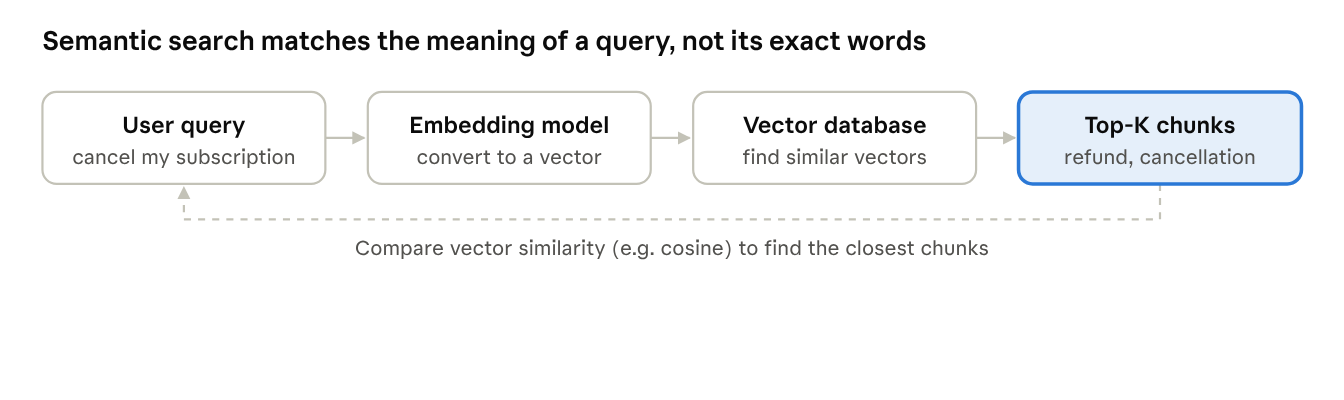 Semantic search matches the meaning of a query, not its exact words
User query
cancel my subscription
Embedding model
convert to a vector
Vector database
find similar vectors
Top-K chunks
refund, cancellation
Compare vector similarity (e.g. cosine) to find the closest chunks